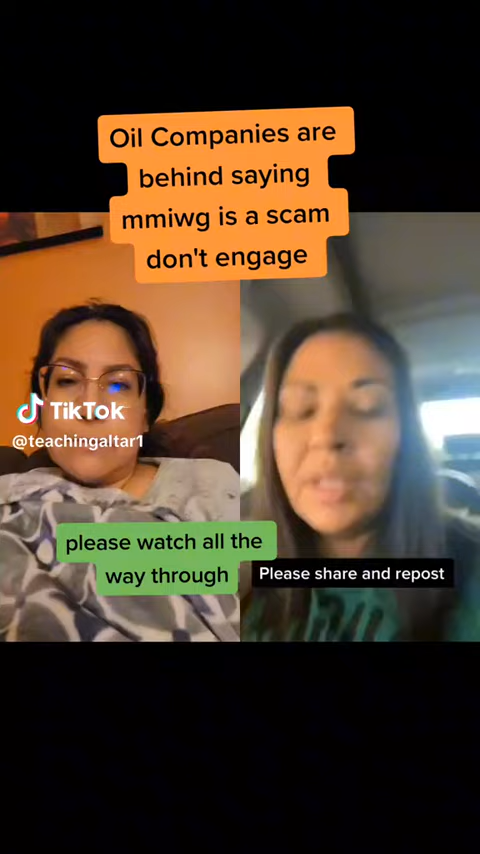 Oil Companies are
behind saying
mmiwg is a scam
don't engage
TikTok
@teachingaltar1
please watch all the
way through
Please share and repost